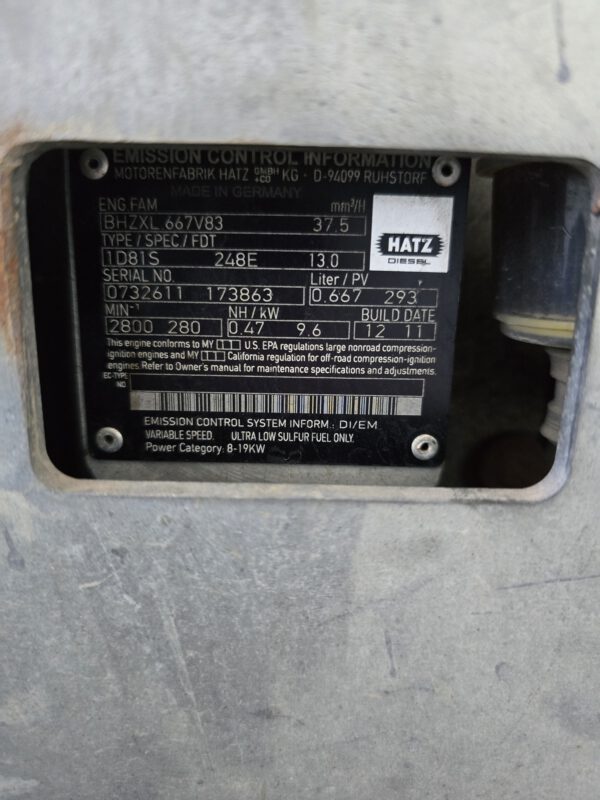 EMISSION CONTROL INFORMATION
MOTORENFABRIK HATZ GMBH +CO KG · D-94099 RUHSTORF
MADE IN GERMANY
ENG FAM mm³/H
BHZXL.667V83 37.5
TYPE / SPEC / FDT
1D81S 248E 13.0
HATZ
DIESEL
SERIAL NO. Liter / PV
0732611 173863 0.667 293
MIN⁻¹ NH / kW BUILD DATE
2800 280 0.47 9.6 12 11
This engine conforms to MY U.S. EPA regulations large nonroad compression-
ignition engines and MY California regulation for off-road compression-ignition
engines. Refer to Owner's manual for maintenance specifications and adjustments.
EC-TYPE
NO
EMISSION CONTROL SYSTEM INFORM.: DI/EM
VARIABLE SPEED. ULTRA LOW SULFUR FUEL ONLY.
Power Category: 8-19KW